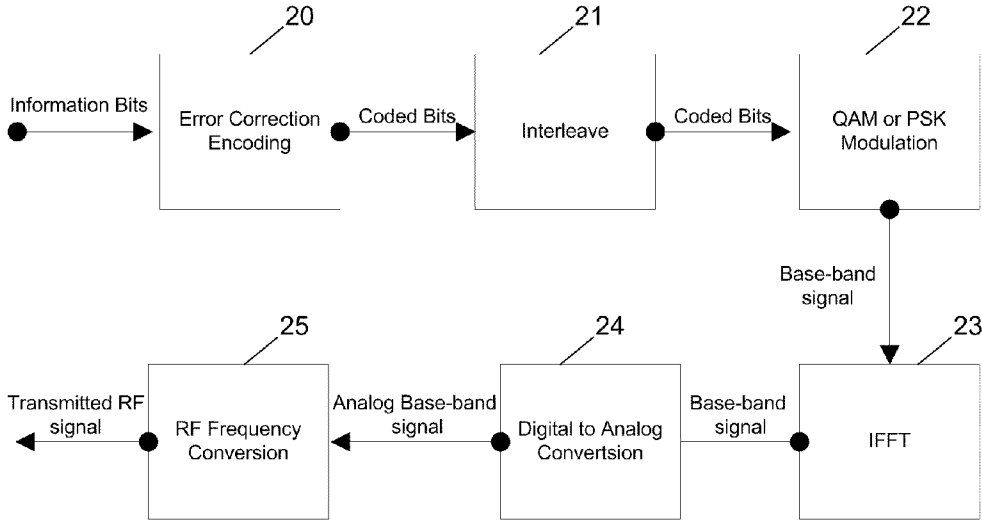 20
21
22
Information Bits
Error Correction
Encoding
Coded Bits
Interleave
Coded Bits
QAM or PSK
Modulation
Base-band
signal
25
24
23
Transmitted RF
signal
RF Frequency
Conversion
Analog Base-band
signal
Digital to Analog
Convertsion
Base-band
signal
IFFT